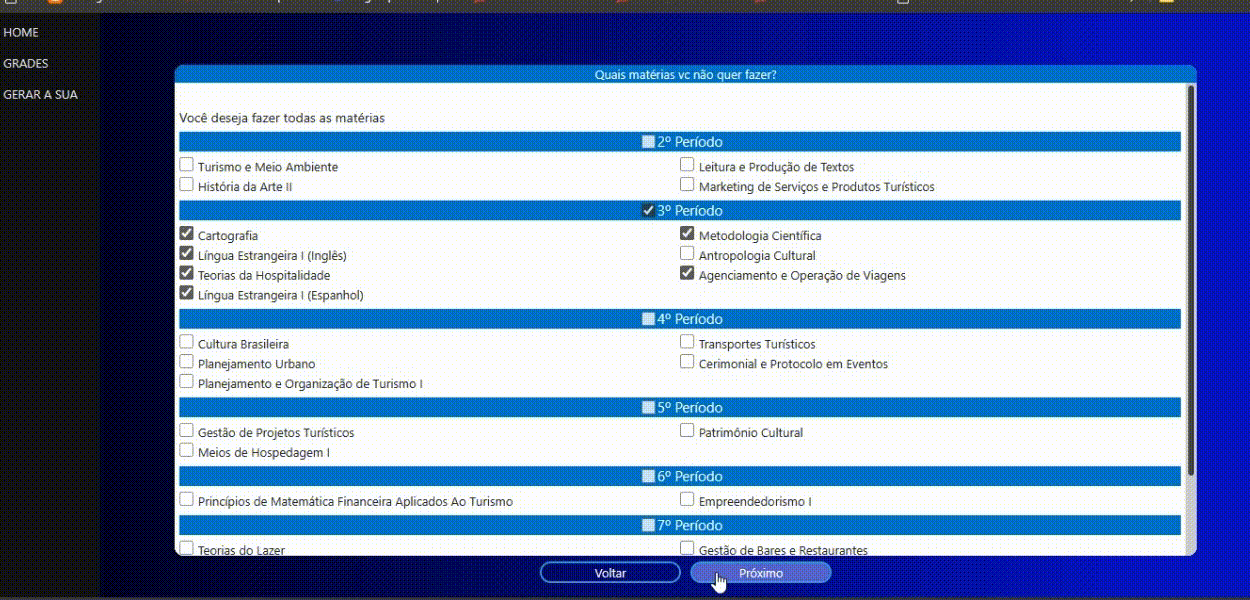 HOME
GRADES
GERAR A SUA
Quais matérias vc não quer fazer?
Você deseja fazer todas as matérias
2º Período
Turismo e Meio Ambiente
Leitura e Produção de Textos
História da Arte II
Marketing de Serviços e Produtos Turísticos
3º Período
Cartografia
Metodologia Científica
Língua Estrangeira I (Inglês)
Antropologia Cultural
Teorias da Hospitalidade
Agenciamento e Operação de Viagens
Língua Estrangeira I (Espanhol)
4º Período
Cultura Brasileira
Transportes Turísticos
Planejamento Urbano
Cerimonial e Protocolo em Eventos
Planejamento e Organização de Turismo I
5º Período
Gestão de Projetos Turísticos
Patrimônio Cultural
Meios de Hospedagem I
6º Período
Princípios de Matemática Financeira Aplicados Ao Turismo
Empreendedorismo I
7º Período
Teorias do Lazer
Gestão de Bares e Restaurantes
Voltar
Próximo